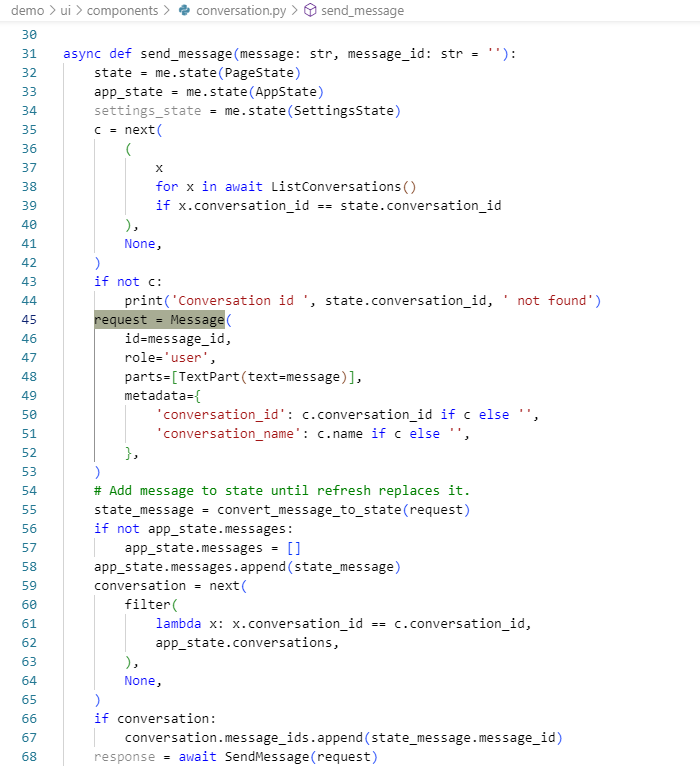 demo > ui > components > conversation.py > send_message
30
31 async def send_message(message: str, message_id: str = ''):
32     state = me.state(PageState)
33     app_state = me.state(AppState)
34     settings_state = me.state(SettingsState)
35     c = next(
36         (
37             x
38             for x in await ListConversations()
39             if x.conversation_id == state.conversation_id
40         ),
41         None,
42     )
43     if not c:
44         print('Conversation id ', state.conversation_id, ' not found')
45     request = Message(
46         id=message_id,
47         role='user',
48         parts=[TextPart(text=message)],
49         metadata={
50             'conversation_id': c.conversation_id if c else '',
51             'conversation_name': c.name if c else '',
52         },
53     )
54     # Add message to state until refresh replaces it.
55     state_message = convert_message_to_state(request)
56     if not app_state.messages:
57         app_state.messages = []
58     app_state.messages.append(state_message)
59     conversation = next(
60         filter(
61             lambda x: x.conversation_id == c.conversation_id,
62             app_state.conversations,
63         ),
64         None,
65     )
66     if conversation:
67         conversation.message_ids.append(state_message.message_id)
68     response = await SendMessage(request)